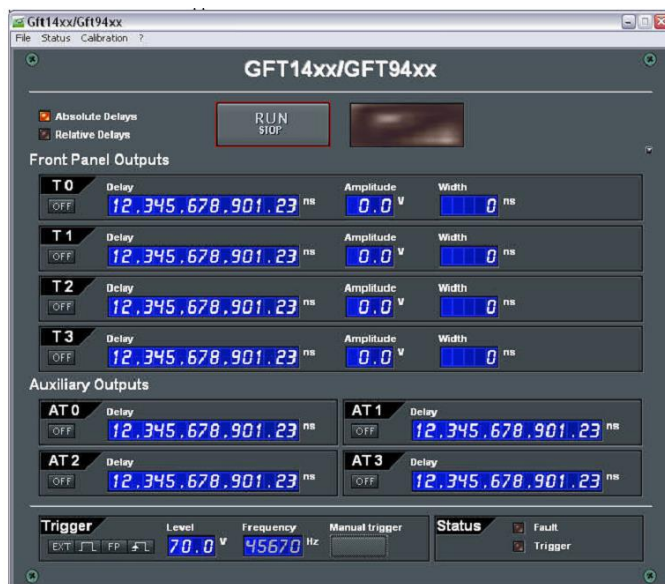 Gft14xx/Gft94xx
File Status Calibration ?
GFT14xx/GFT94xx
Absolute Delays
Relative Delays
RUN
STOP
Front Panel Outputs
T0 Delay Amplitude Width
OFF 12,345,678,901.23 ns 0.0 V 0 ns
T1 Delay Amplitude Width
OFF 12,345,678,901.23 ns 0.0 V 0 ns
T2 Delay Amplitude Width
OFF 12,345,678,901.23 ns 0.0 V 0 ns
T3 Delay Amplitude Width
OFF 12,345,678,901.23 ns 0.0 V 0 ns
Auxiliary Outputs
AT0 Delay AT1 Delay
OFF 12,345,678,901.23 ns OFF 12,345,678,901.23 ns
AT2 Delay AT3 Delay
OFF 12,345,678,901.23 ns OFF 12,345,678,901.23 ns
Trigger Level Frequency Manual trigger Status Fault
EXT FP 70.0 V 45670 Hz Trigger